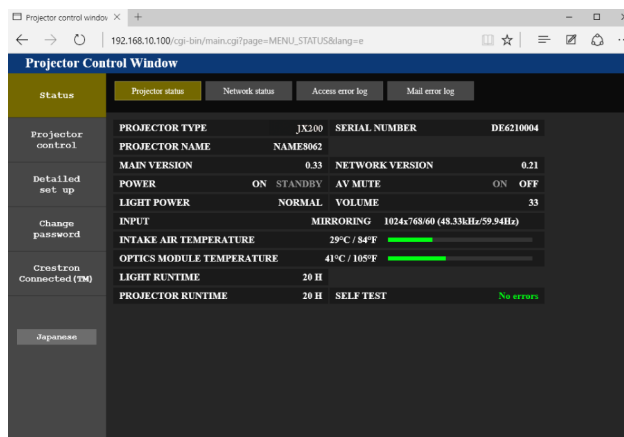 Projector control window
192.168.10.100/cgi-bin/main.cgi?page=MENU_STATUS&lang=e
Projector Control Window
Status
Projector control
Detailed set up
Change password
Crestron Connected(TM)
Japanese
Projector status Network status Access error log Mail error log
PROJECTOR TYPE JX200 SERIAL NUMBER DE6210004
PROJECTOR NAME NAME8062
MAIN VERSION 0.33 NETWORK VERSION 0.21
POWER ON STANDBY AV MUTE ON OFF
LIGHT POWER NORMAL VOLUME 33
INPUT MIRRORING 1024x768/60 (48.33kHz/59.94Hz)
INTAKE AIR TEMPERATURE 29°C / 84°F
OPTICS MODULE TEMPERATURE 41°C / 105°F
LIGHT RUNTIME 20 H
PROJECTOR RUNTIME 20 H SELF TEST No errors